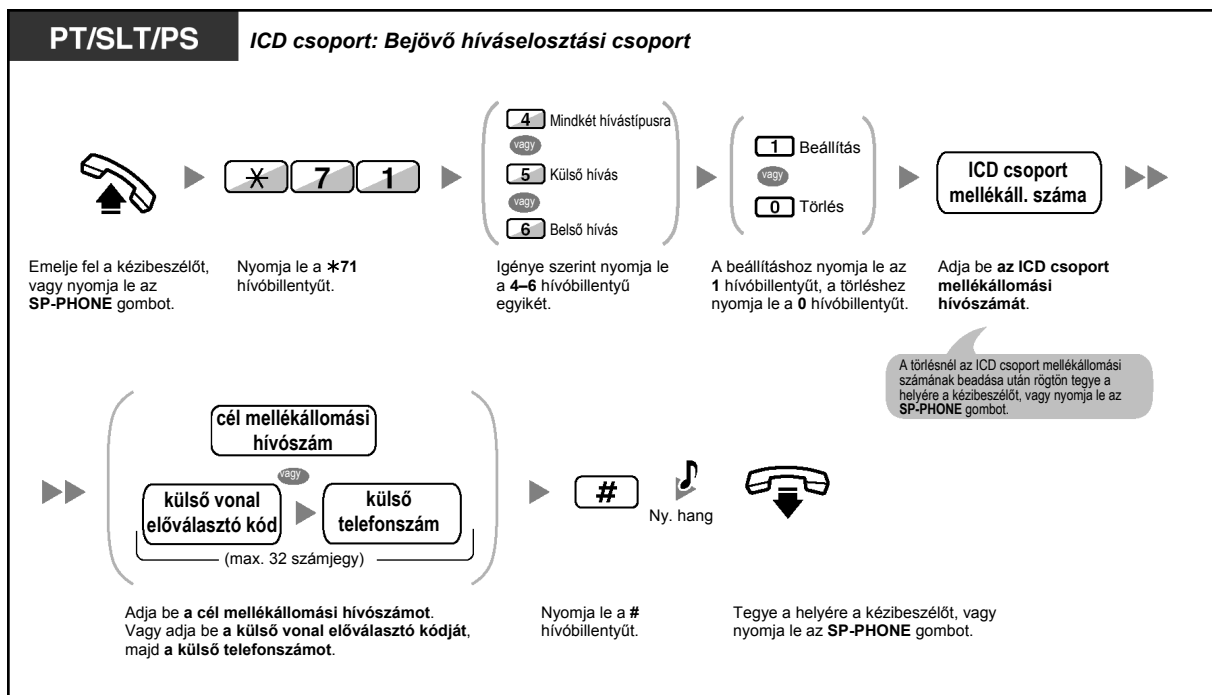 PT/SLT/PS
ICD csoport: Bejövő híváselosztási csoport
4 Mindkét hívástípusra
vagy
5 Külső hívás
vagy
6 Belső hívás
1 Beállítás
vagy
0 Törlés
✳ 7 1
ICD csoport
mellékáll. száma
Emelje fel a kézibeszélőt,
vagy nyomja le az
SP-PHONE gombot.
Nyomja le a ✳71
hívóbillentyűt.
Igénye szerint nyomja le
a 4–6 hívóbillentyű
egyikét.
A beállításhoz nyomja le az
1 hívóbillentyűt, a törléshez
nyomja le a 0 hívóbillentyűt.
Adja be az ICD csoport
mellékállomási
hívószámát.
A törlésnél az ICD csoport mellékállomási
számának beadása után rögtön tegye a
helyére a kézibeszélőt, vagy nyomja le az
SP-PHONE gombot.
cél mellékállomási
hívószám
vagy
külső vonal
előválasztó kód
külső
telefonszám
(max. 32 számjegy)
#
Ny. hang
Adja be a cél mellékállomási hívószámot.
Vagy adja be a külső vonal előválasztó kódját,
majd a külső telefonszámot.
Nyomja le a #
hívóbillentyűt.
Tegye a helyére a kézibeszélőt, vagy
nyomja le az SP-PHONE gombot.